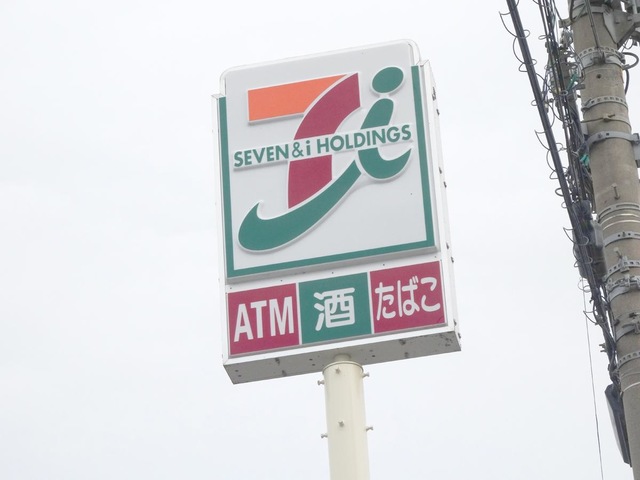 SEVEN & i HOLDINGS
ATM 酒 たばこ